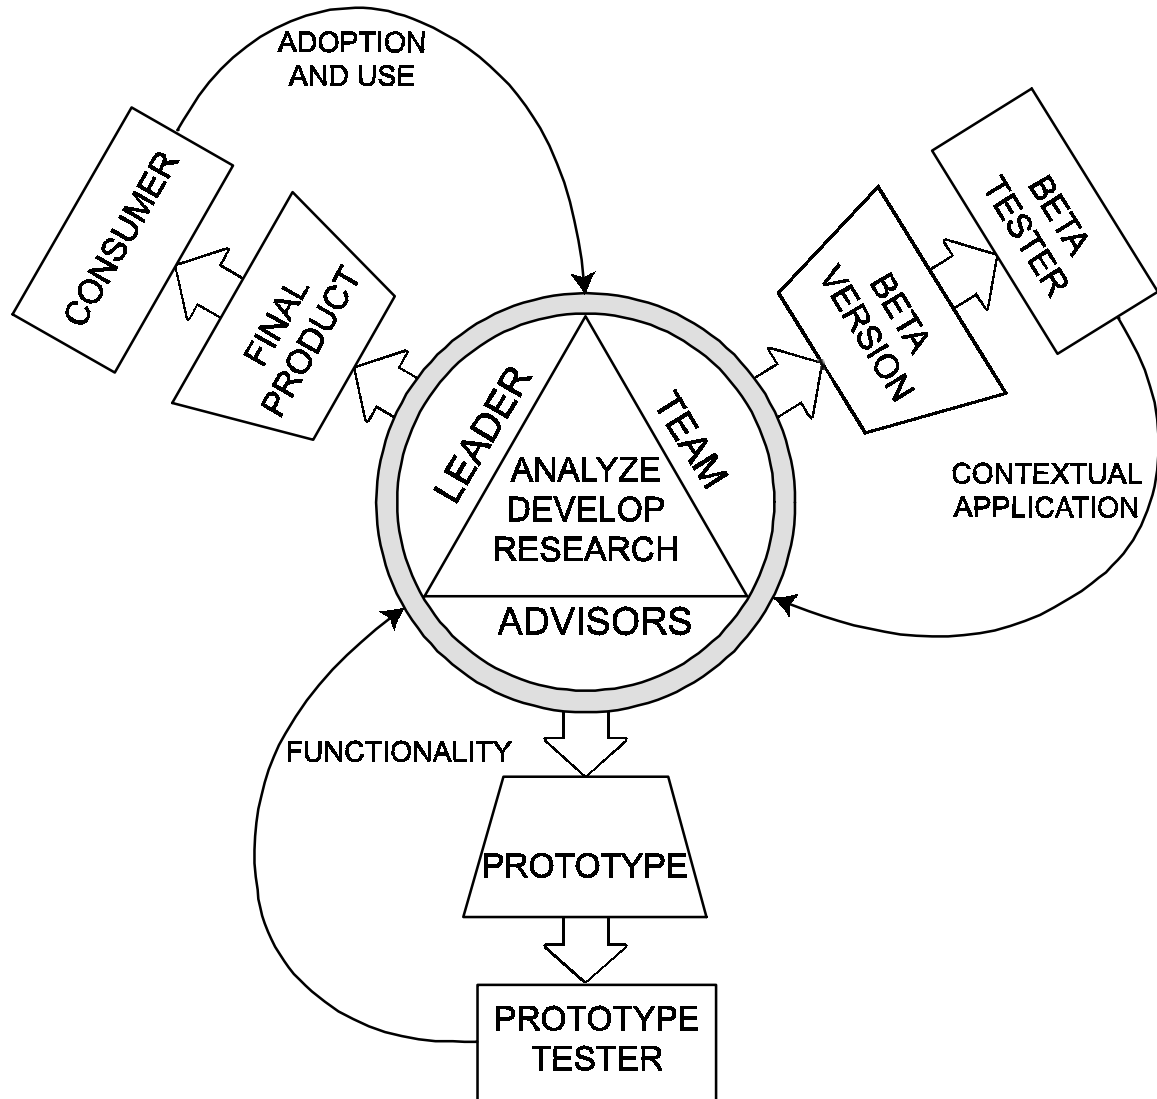 ADOPTION
AND USE
CONSUMER
FINAL
PRODUCT
BETA
TESTER
BETA
VERSION
LEADER
TEAM
ANALYZE
DEVELOP
RESEARCH
ADVISORS
CONTEXTUAL
APPLICATION
FUNCTIONALITY
PROTOTYPE
PROTOTYPE
TESTER